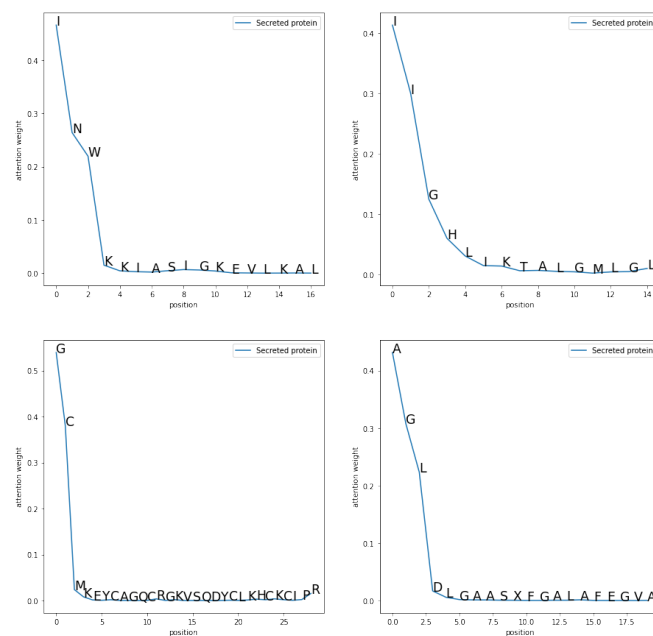 Secreted protein
attention weight
0.4
0.3
0.2
0.1
0.0
I N W K K I A S I G K E V L K A L
0 2 4 6 8 10 12 14 16
position
Secreted protein
attention weight
0.4
0.3
0.2
0.1
0.0
I I G H L I K T A L G M L G L
0 2 4 6 8 10 12 14
position
Secreted protein
attention weight
0.5
0.4
0.3
0.2
0.1
0.0
G C M K E Y C A G Q C R G K V S Q D Y C L K H C K C I P R
0 5 10 15 20 25
position
Secreted protein
attention weight
0.4
0.3
0.2
0.1
0.0
A G L D L G A A S X F G A L A F E G V A
0.0 2.5 5.0 7.5 10.0 12.5 15.0 17.5
position